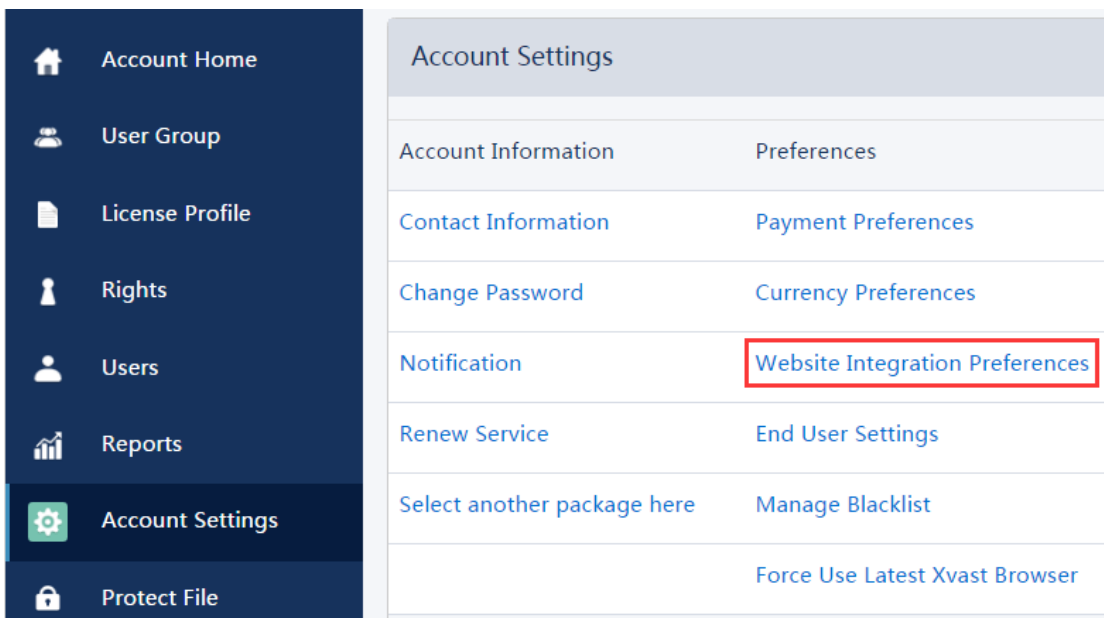 Account Home
User Group
License Profile
Rights
Users
Reports
Account Settings
Protect File
Account Settings
Account Information Preferences
Contact Information Payment Preferences
Change Password Currency Preferences
Notification Website Integration Preferences
Renew Service End User Settings
Select another package here Manage Blacklist
Force Use Latest Xvast Browser